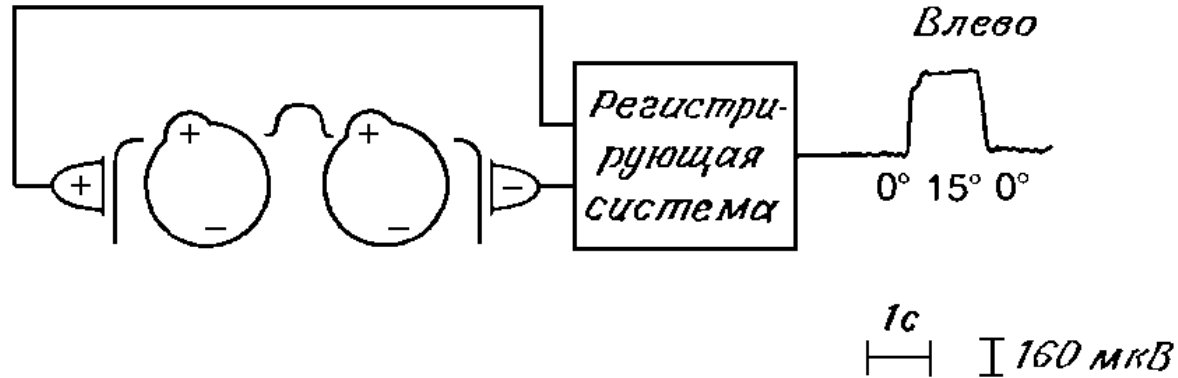 Влево
Регистри-
рующая
система
+ + + -
- -
0° 15° 0°
1с
160 мкВ